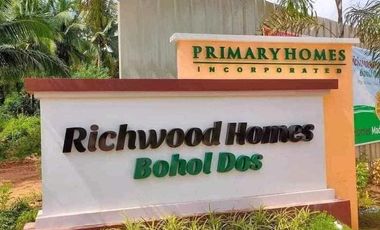 PRIMARY HOMES
INCORPORATED
Richwood Homes
Bohol Dos